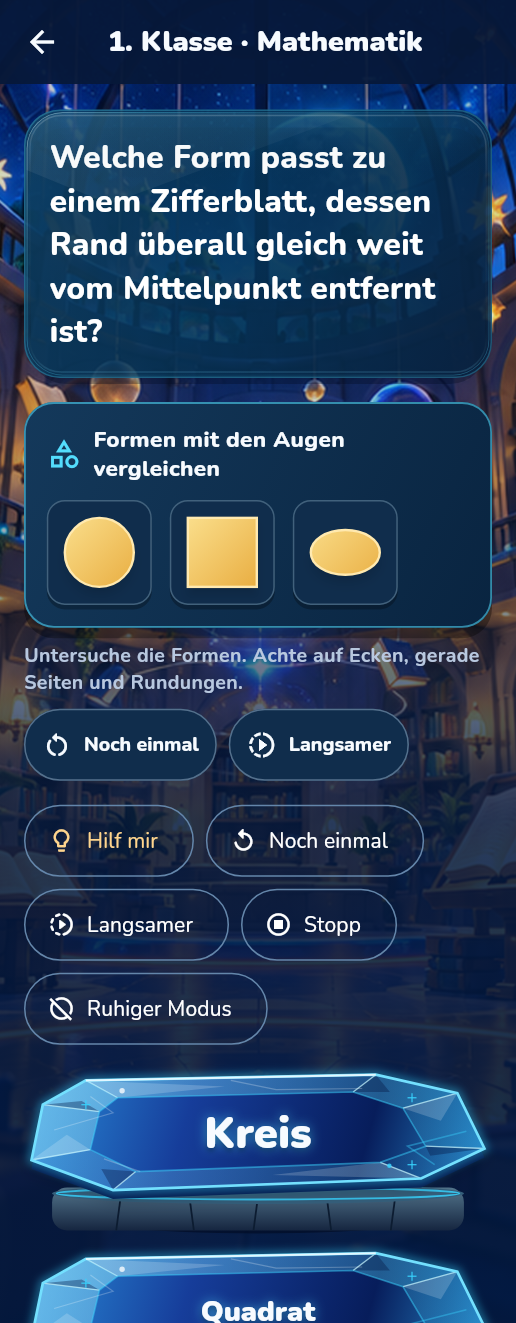 1. Klasse · Mathematik
Welche Form passt zu
einem Zifferblatt, dessen
Rand überall gleich weit
vom Mittelpunkt entfernt
ist?
Formen mit den Augen
vergleichen
Untersuche die Formen. Achte auf Ecken, gerade
Seiten und Rundungen.
Noch einmal
Langsamer
Hilf mir
Noch einmal
Langsamer
Stopp
Ruhiger Modus
Kreis
Quadrat